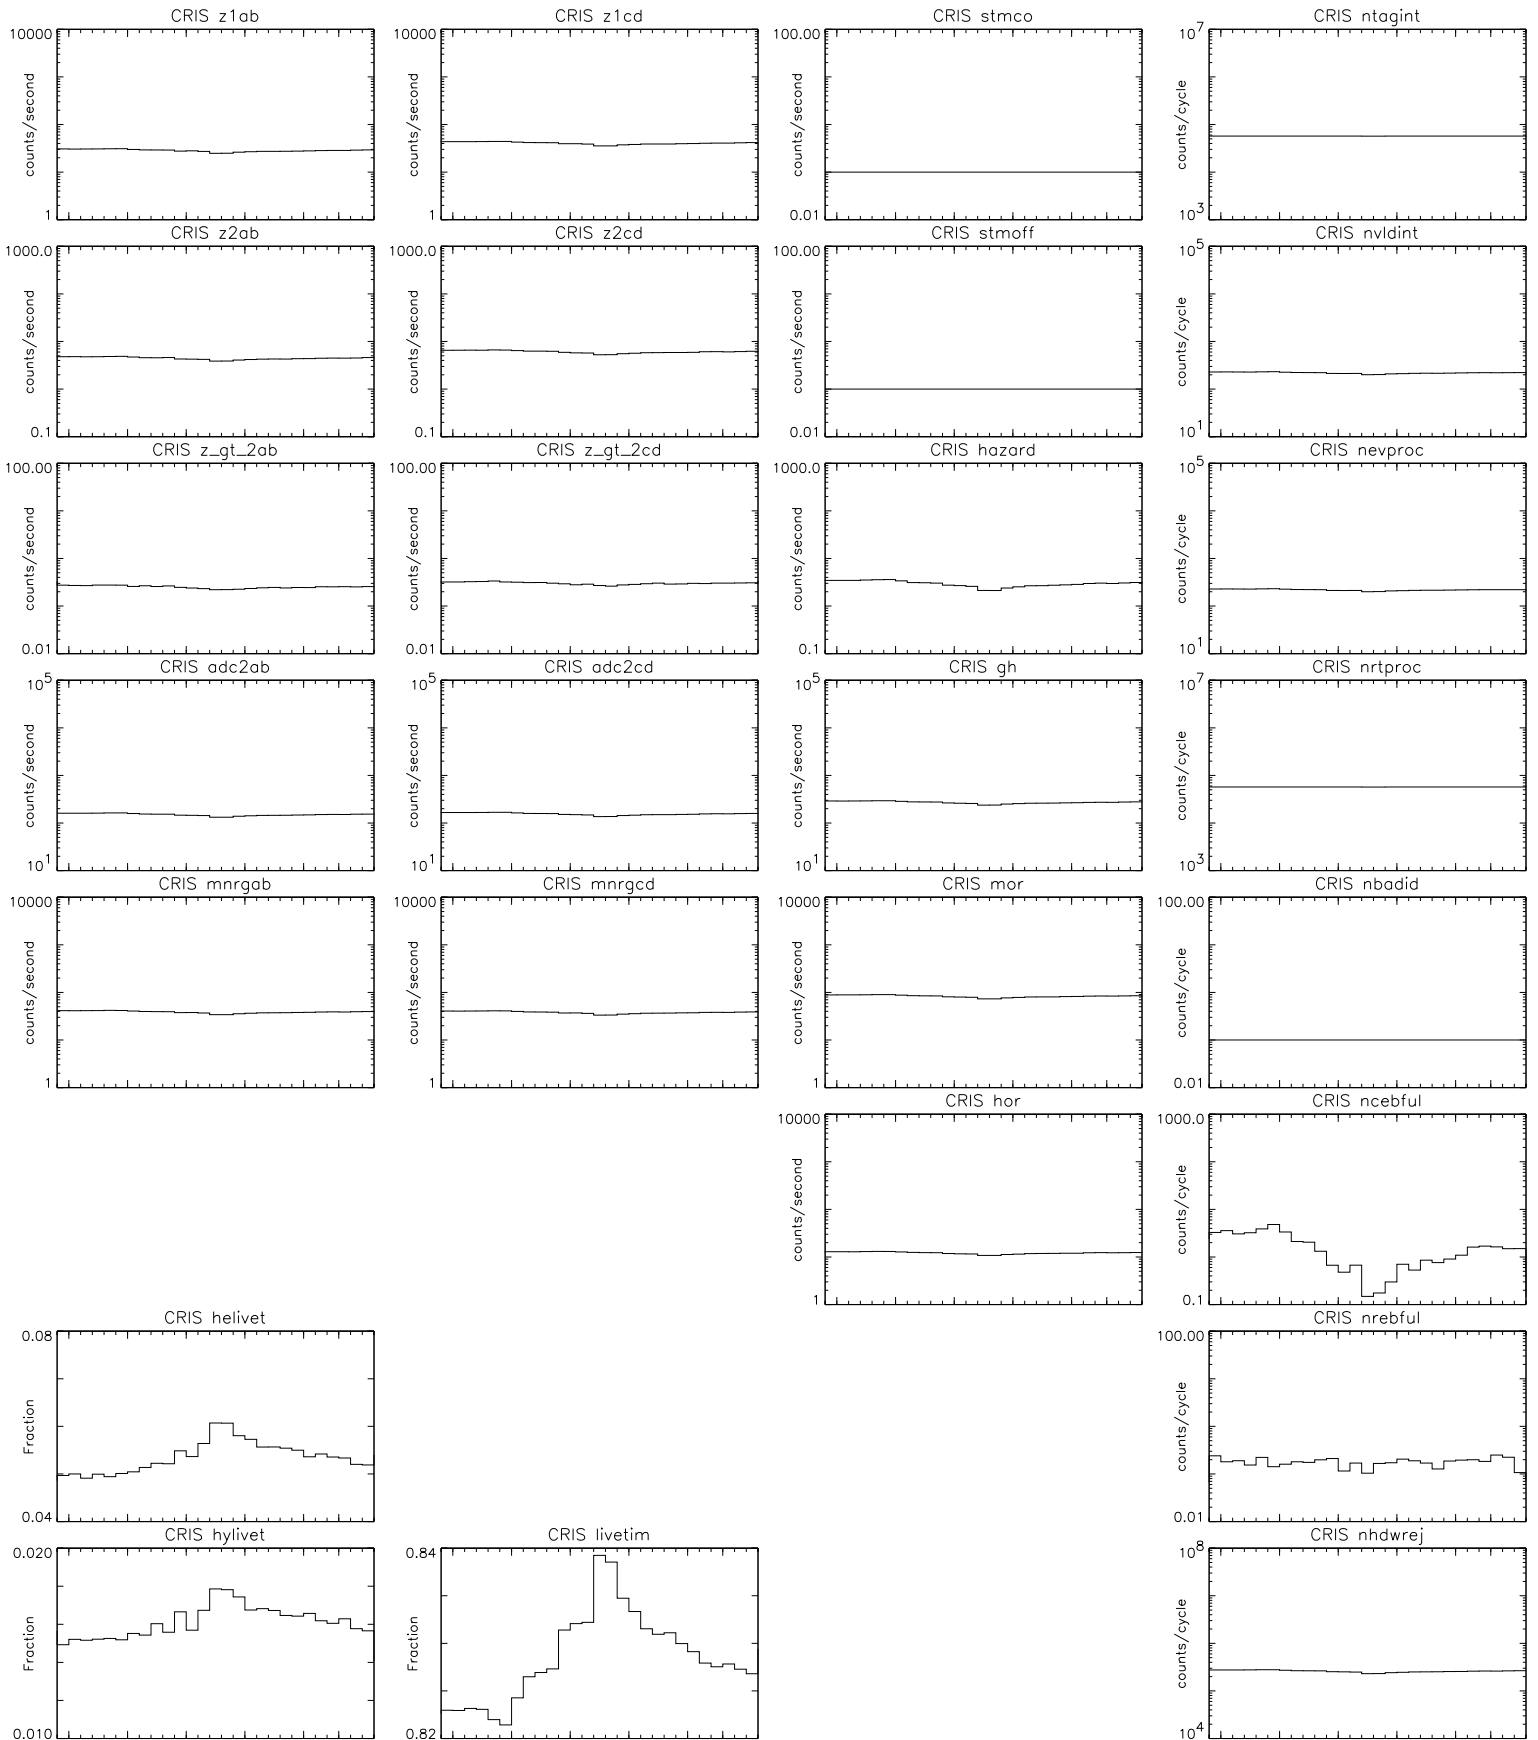 CRIS z1ab
CRIS z1cd
CRIS stmco
CRIS ntagint
10000
counts/second
1
10000
counts/second
1
100.00
counts/second
0.01
10^7
counts/cycle
10^3
CRIS z2ab
CRIS z2cd
CRIS stmoff
CRIS nvldint
1000.0
counts/second
0.1
1000.0
counts/second
0.1
100.00
counts/second
0.01
10^5
counts/cycle
10^1
CRIS z_gt_2ab
CRIS z_gt_2cd
CRIS hazard
CRIS nevproc
100.00
counts/second
0.01
100.00
counts/second
0.01
1000.0
counts/second
0.1
10^5
counts/cycle
10^1
CRIS adc2ab
CRIS adc2cd
CRIS gh
CRIS nrtproc
10^5
counts/second
10^1
10^5
counts/second
10^1
10^5
counts/second
10^1
10^7
counts/cycle
10^3
CRIS mnrgab
CRIS mnrgcd
CRIS mor
CRIS nbadid
10000
counts/second
1
10000
counts/second
1
10000
counts/second
1
100.00
counts/cycle
0.01
CRIS hor
CRIS ncebful
10000
counts/second
1
1000.0
counts/cycle
0.1
CRIS helivet
CRIS nrebful
0.08
Fraction
0.04
100.00
counts/cycle
0.01
CRIS hylivet
CRIS livetim
CRIS nhdwrej
0.020
Fraction
0.010
0.84
Fraction
0.82
10^8
counts/cycle
10^4